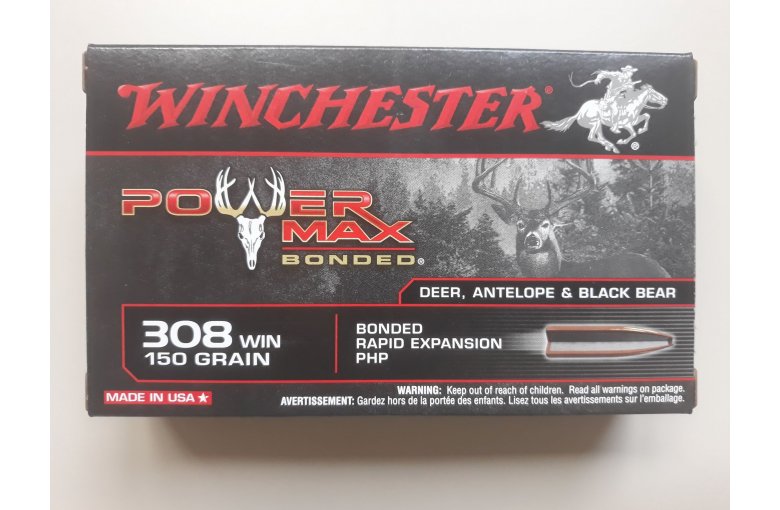 WINCHESTER®
POWER
MAX
BONDED®
DEER, ANTELOPE & BLACK BEAR
308 WIN
150 GRAIN
BONDED
RAPID EXPANSION
PHP
MADE IN USA
WARNING: Keep out of reach of children. Read all warnings on package.
AVERTISSEMENT: Gardez hors de la portée des enfants. Lisez tous les avertissements sur l'emballage.